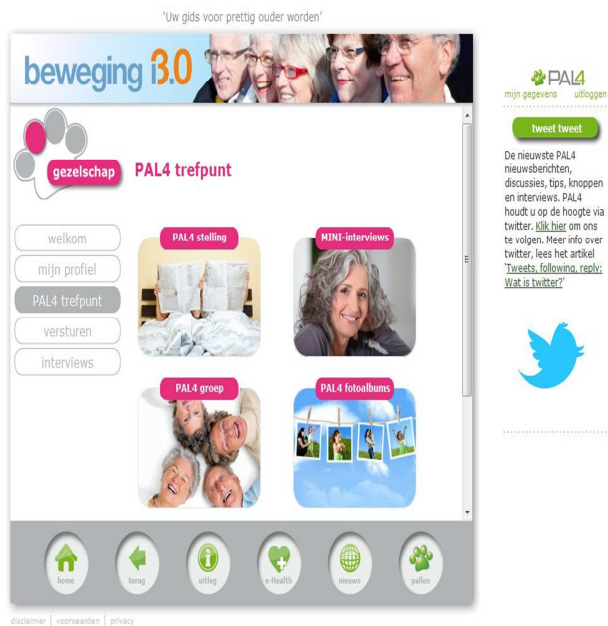 'Uw gids voor prettig ouder worden'
beweging i3.0
PAL4
mijn gegevens uitloggen
gezelschap
PAL4 trefpunt
welkom
mijn profiel
PAL4 trefpunt
versturen
interviews
PAL4 stelling
MINI-interviews
PAL4 groep
PAL4 fotoalbums
tweet tweet
De nieuwste PAL4
nieuwsberichten,
discussies, tips, knoppen
en interviews. PAL4
houdt u op de hoogte via
twitter. Klik hier om ons
te volgen. Meer info over
twitter, lees het artikel
'Tweets, following, reply:
Wat is twitter?'
home
terug
uitleg
e-Health
nieuws
pallen
disclaimer | voorwaarden | privacy